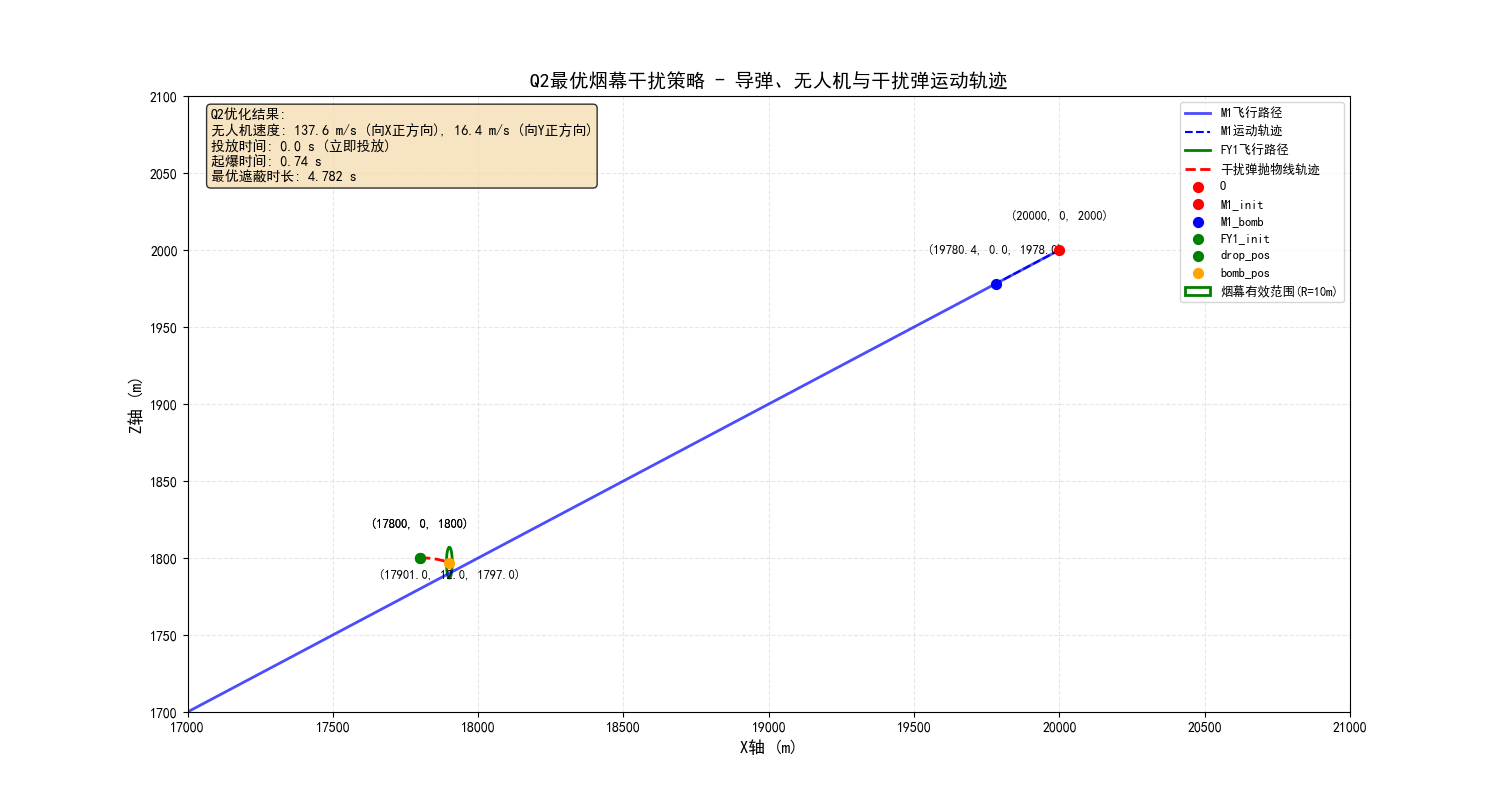 Q2最优烟幕干扰策略 - 导弹、无人机与干扰弹运动轨迹
Q2优化结果:
无人机速度: 137.6 m/s (向X正方向), 16.4 m/s (向Y正方向)
投放时间: 0.0 s (立即投放)
起爆时间: 0.74 s
最优遮蔽时长: 4.782 s
M1飞行路径
M1运动轨迹
FY1飞行路径
干扰弹抛物线轨迹
O
M1_init
M1_bomb
FY1_init
drop_pos
bomb_pos
烟幕有效范围(R=10m)
(20000, 0, 2000)
(19780.4, 0.0, 1978.0)
(17800, 0, 1800)
(17901.0, 12.0, 1797.0)
Z轴 (m)
2100
2050
2000
1950
1900
1850
1800
1750
1700
17000
17500
18000
18500
19000
19500
20000
20500
21000
X轴 (m)